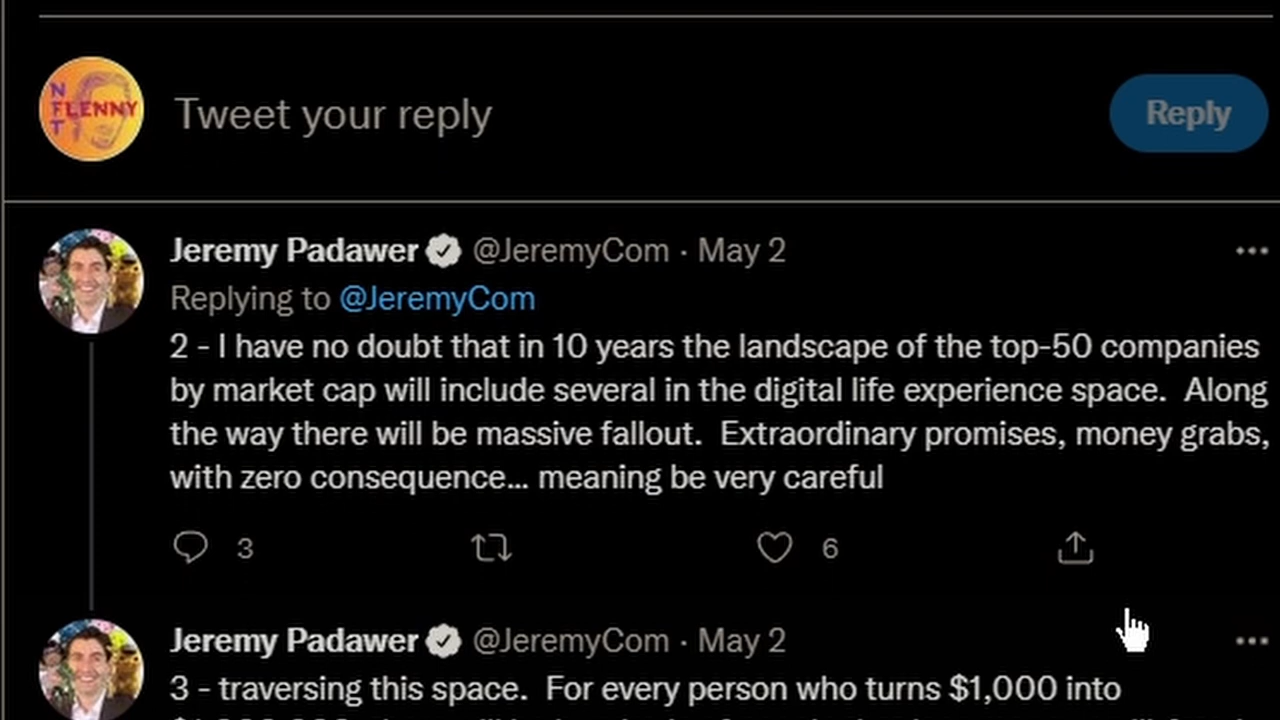 N
FLENNY
T
Tweet your reply
Reply
Jeremy Padawer @JeremyCom · May 2
Replying to @JeremyCom
2 - I have no doubt that in 10 years the landscape of the top-50 companies
by market cap will include several in the digital life experience space.  Along
the way there will be massive fallout.  Extraordinary promises, money grabs,
with zero consequence... meaning be very careful
3 6
Jeremy Padawer @JeremyCom · May 2
3 - traversing this space.  For every person who turns $1,000 into